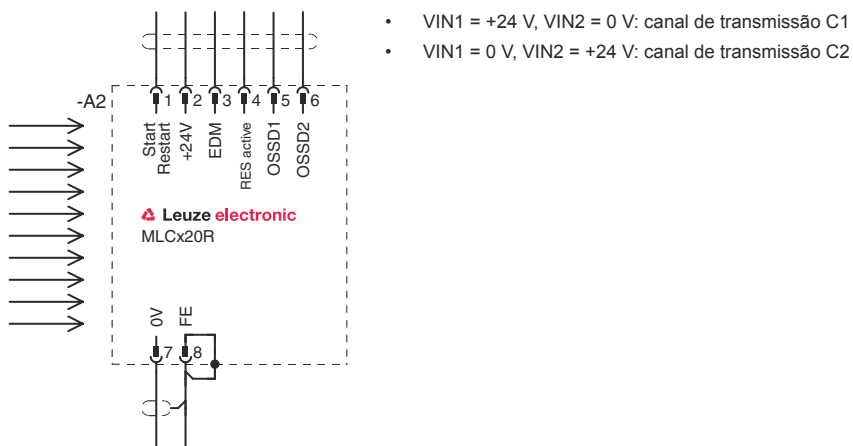 • VIN1 = +24 V, VIN2 = 0 V: canal de transmissão C1
• VIN1 = 0 V, VIN2 = +24 V: canal de transmissão C2
-A2
1 2 3 4 5 6
Start
Restart
+24V
EDM
RES active
OSSD1
OSSD2
Leuze electronic
MLCx20R
0V
FE
7 8